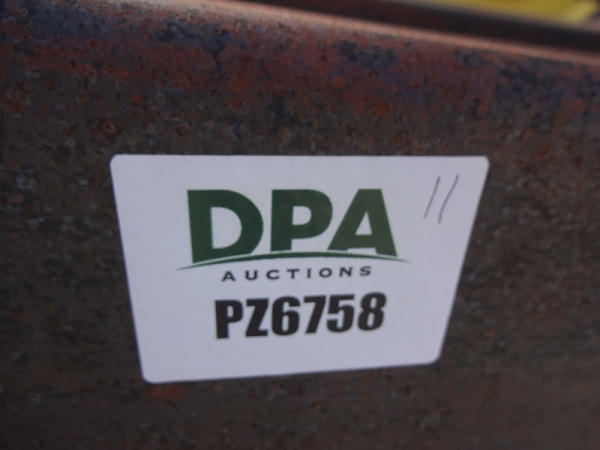 DPA
11
AUCTIONS
PZ6758